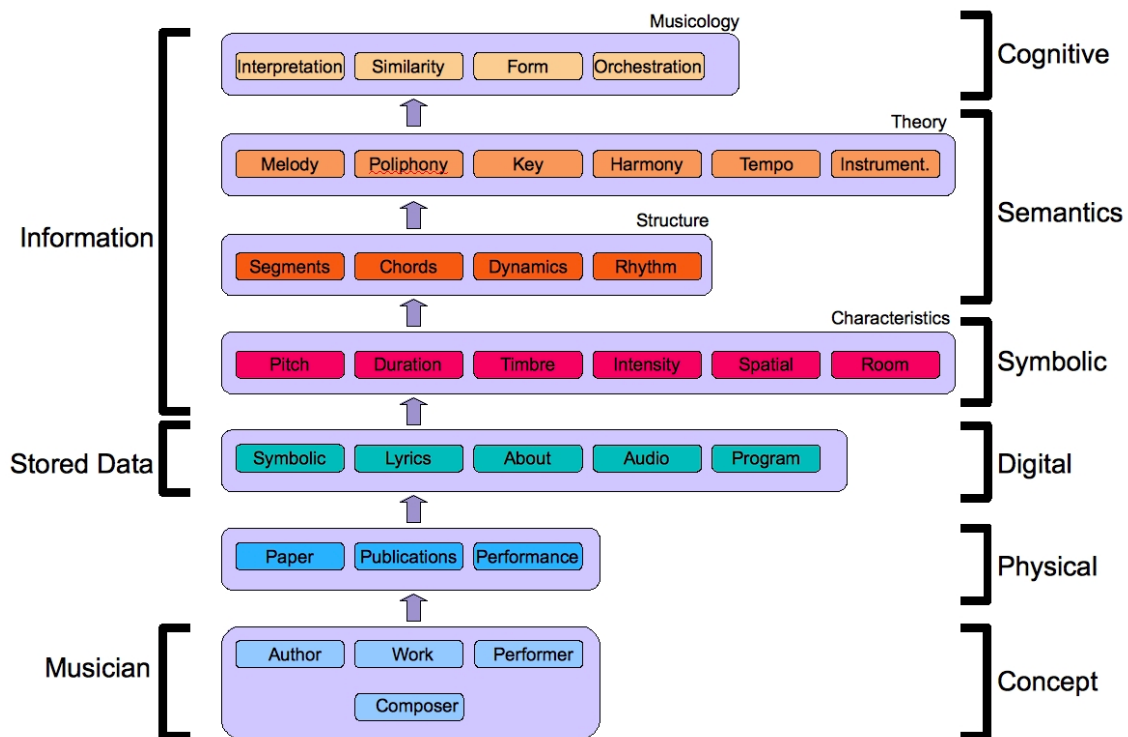 Musicology
Interpretation Similarity Form Orchestration
Cognitive
Theory
Melody Poliphony Key Harmony Tempo Instrument.
Semantics
Information
Structure
Segments Chords Dynamics Rhythm
Characteristics
Pitch Duration Timbre Intensity Spatial Room
Symbolic
Stored Data
Symbolic Lyrics About Audio Program
Digital
Paper Publications Performance
Physical
Musician
Author Work Performer
Composer
Concept